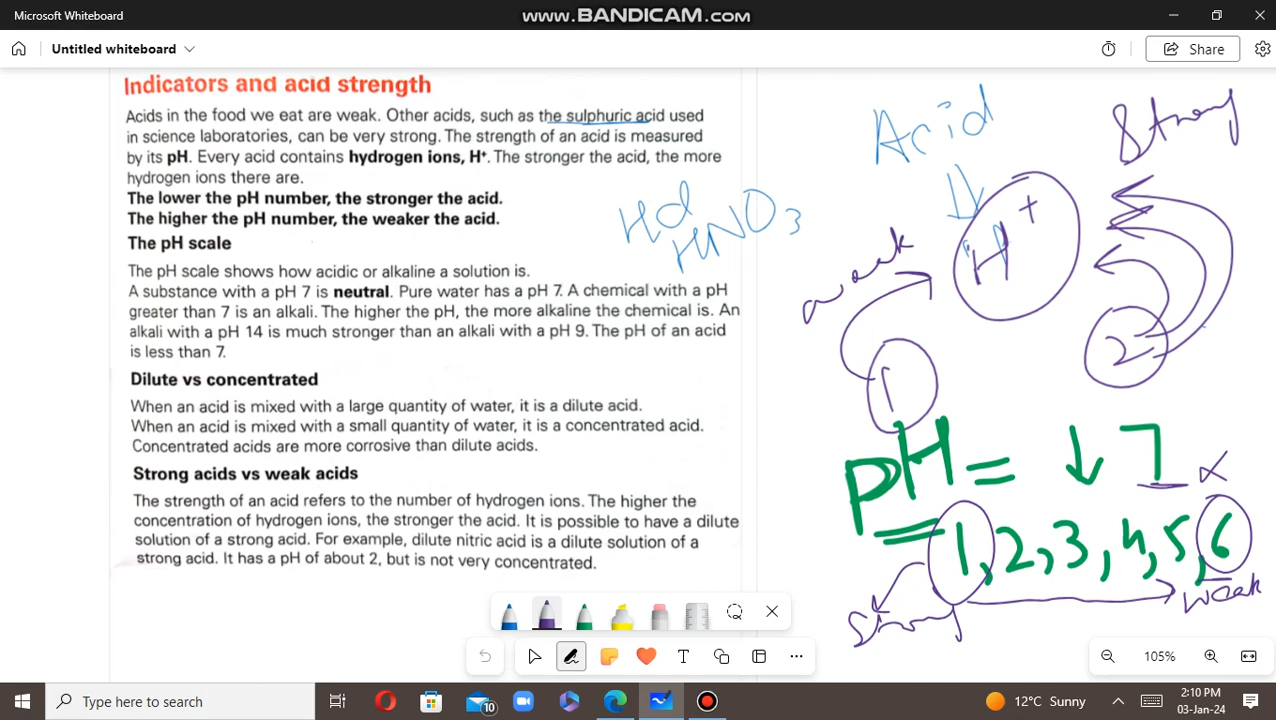 Microsoft Whiteboard
www.BANDICAM.com
Untitled whiteboard
Share
Indicators and acid strength
Acids in the food we eat are weak. Other acids, such as the sulphuric acid used
in science laboratories, can be very strong. The strength of an acid is measured
by its pH. Every acid contains hydrogen ions, H⁺. The stronger the acid, the more
hydrogen ions there are.
The lower the pH number, the stronger the acid.
The higher the pH number, the weaker the acid.
The pH scale
The pH scale shows how acidic or alkaline a solution is.
A substance with a pH 7 is neutral. Pure water has a pH 7. A chemical with a pH
greater than 7 is an alkali. The higher the pH, the more alkaline the chemical is. An
alkali with a pH 14 is much stronger than an alkali with a pH 9. The pH of an acid
is less than 7.
Dilute vs concentrated
When an acid is mixed with a large quantity of water, it is a dilute acid.
When an acid is mixed with a small quantity of water, it is a concentrated acid.
Concentrated acids are more corrosive than dilute acids.
Strong acids vs weak acids
The strength of an acid refers to the number of hydrogen ions. The higher the
concentration of hydrogen ions, the stronger the acid. It is possible to have a dilute
solution of a strong acid. For example, dilute nitric acid is a dilute solution of a
strong acid. It has a pH of about 2, but is not very concentrated.
HCl
HNO3
Acid
Strong
H+
weak
1
2
pH = ↓ 7 x
1, 2, 3, 4, 5, 6
Strong
weak
105%
10
Type here to search
12°C Sunny
2:10 PM
03-Jan-24